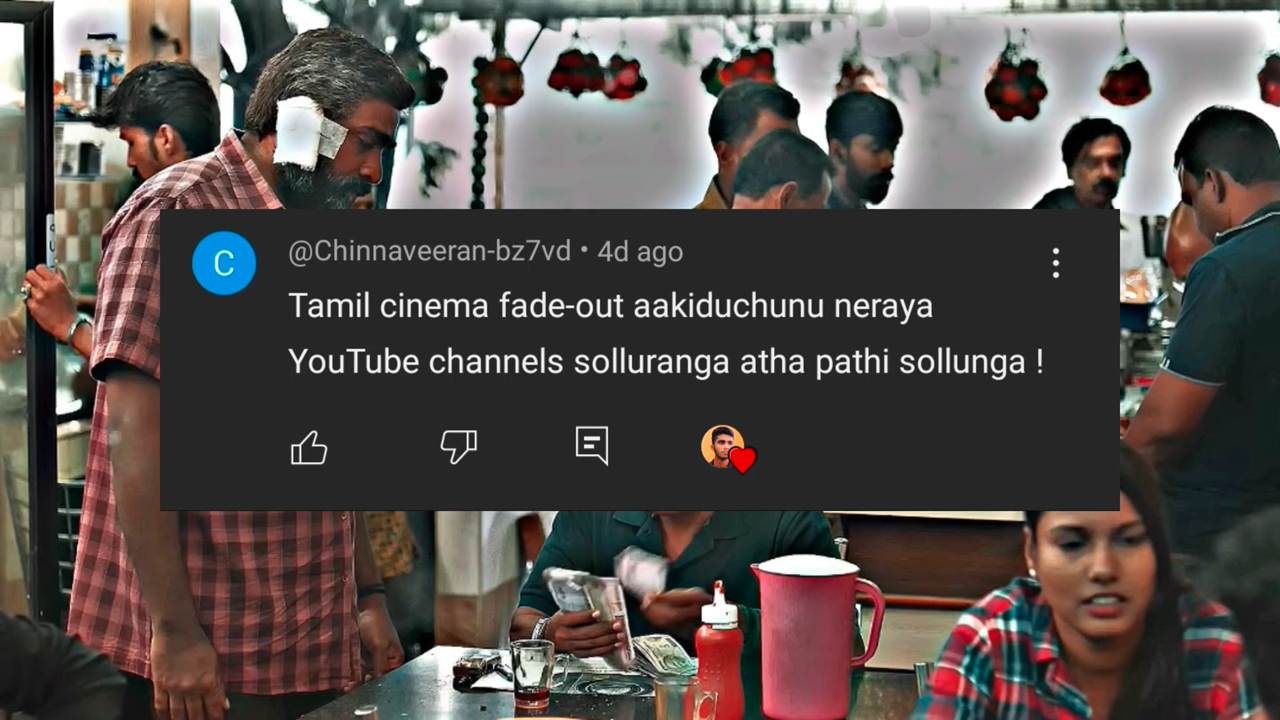 C
@Chinnaveeran-bz7vd • 4d ago
Tamil cinema fade-out aakiduchunu neraya
YouTube channels solluranga atha pathi sollunga !